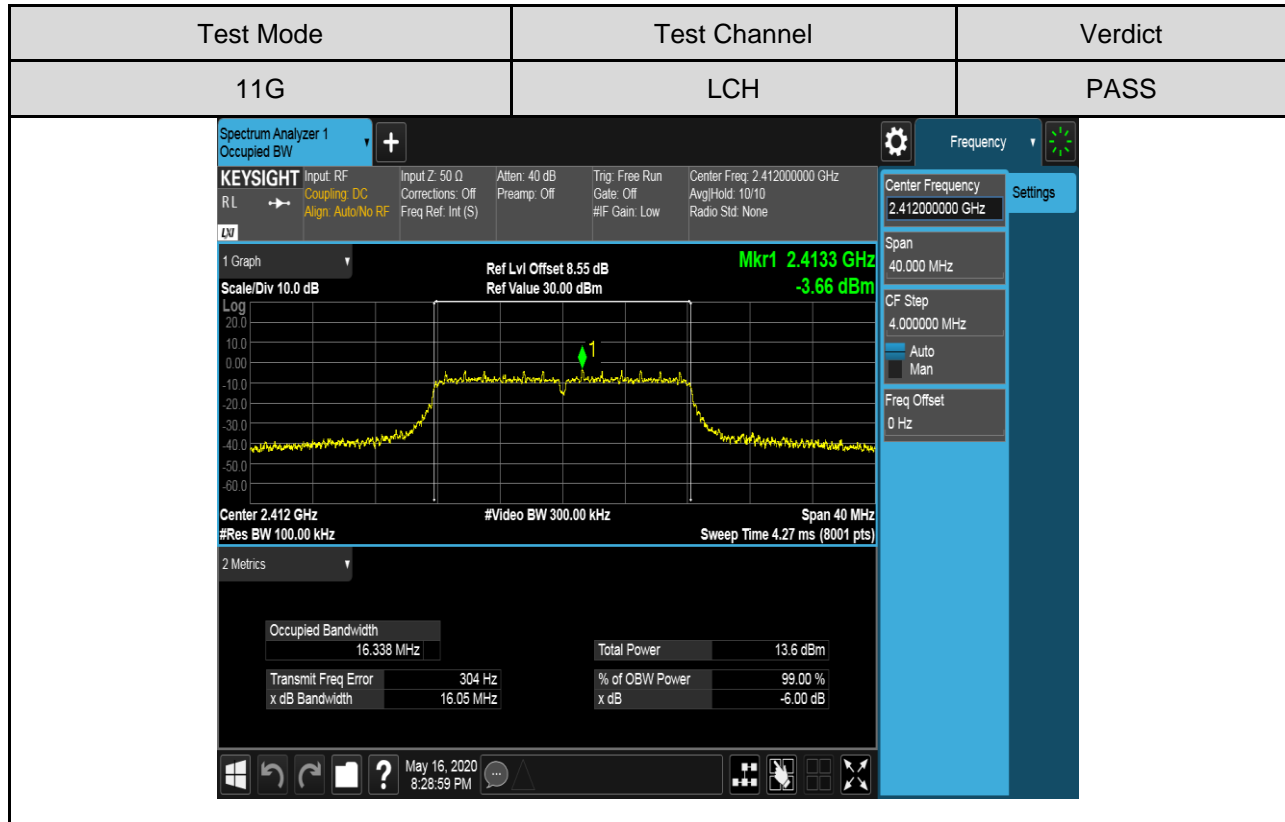 Test Mode Test Channel Verdict
11G LCH PASS
Spectrum Analyzer 1
Occupied BW
+
Frequency
KEYSIGHT Input: RF Input Z: 50 Ω Atten: 40 dB Trig: Free Run Center Freq: 2.412000000 GHz
RL Coupling: DC Corrections: Off Preamp: Off Gate: Off Avg|Hold: 10/10
Align: Auto/No RF Freq Ref: Int (S) #IF Gain: Low Radio Std: None
LXI
Center Frequency
2.412000000 GHz
Settings
Span
40.000 MHz
CF Step
4.000000 MHz
Auto
Man
Freq Offset
0 Hz
1 Graph
Ref Lvl Offset 8.55 dB
Mkr1 2.4133 GHz
Scale/Div 10.0 dB Ref Value 30.00 dBm -3.66 dBm
Log
20.0
10.0
0.00
-10.0
-20.0
-30.0
-40.0
-50.0
-60.0
1
Center 2.412 GHz #Video BW 300.00 kHz Span 40 MHz
#Res BW 100.00 kHz Sweep Time 4.27 ms (8001 pts)
2 Metrics
Occupied Bandwidth
16.338 MHz Total Power 13.6 dBm
Transmit Freq Error 304 Hz % of OBW Power 99.00 %
x dB Bandwidth 16.05 MHz x dB -6.00 dB
? May 16, 2020
8:28:59 PM